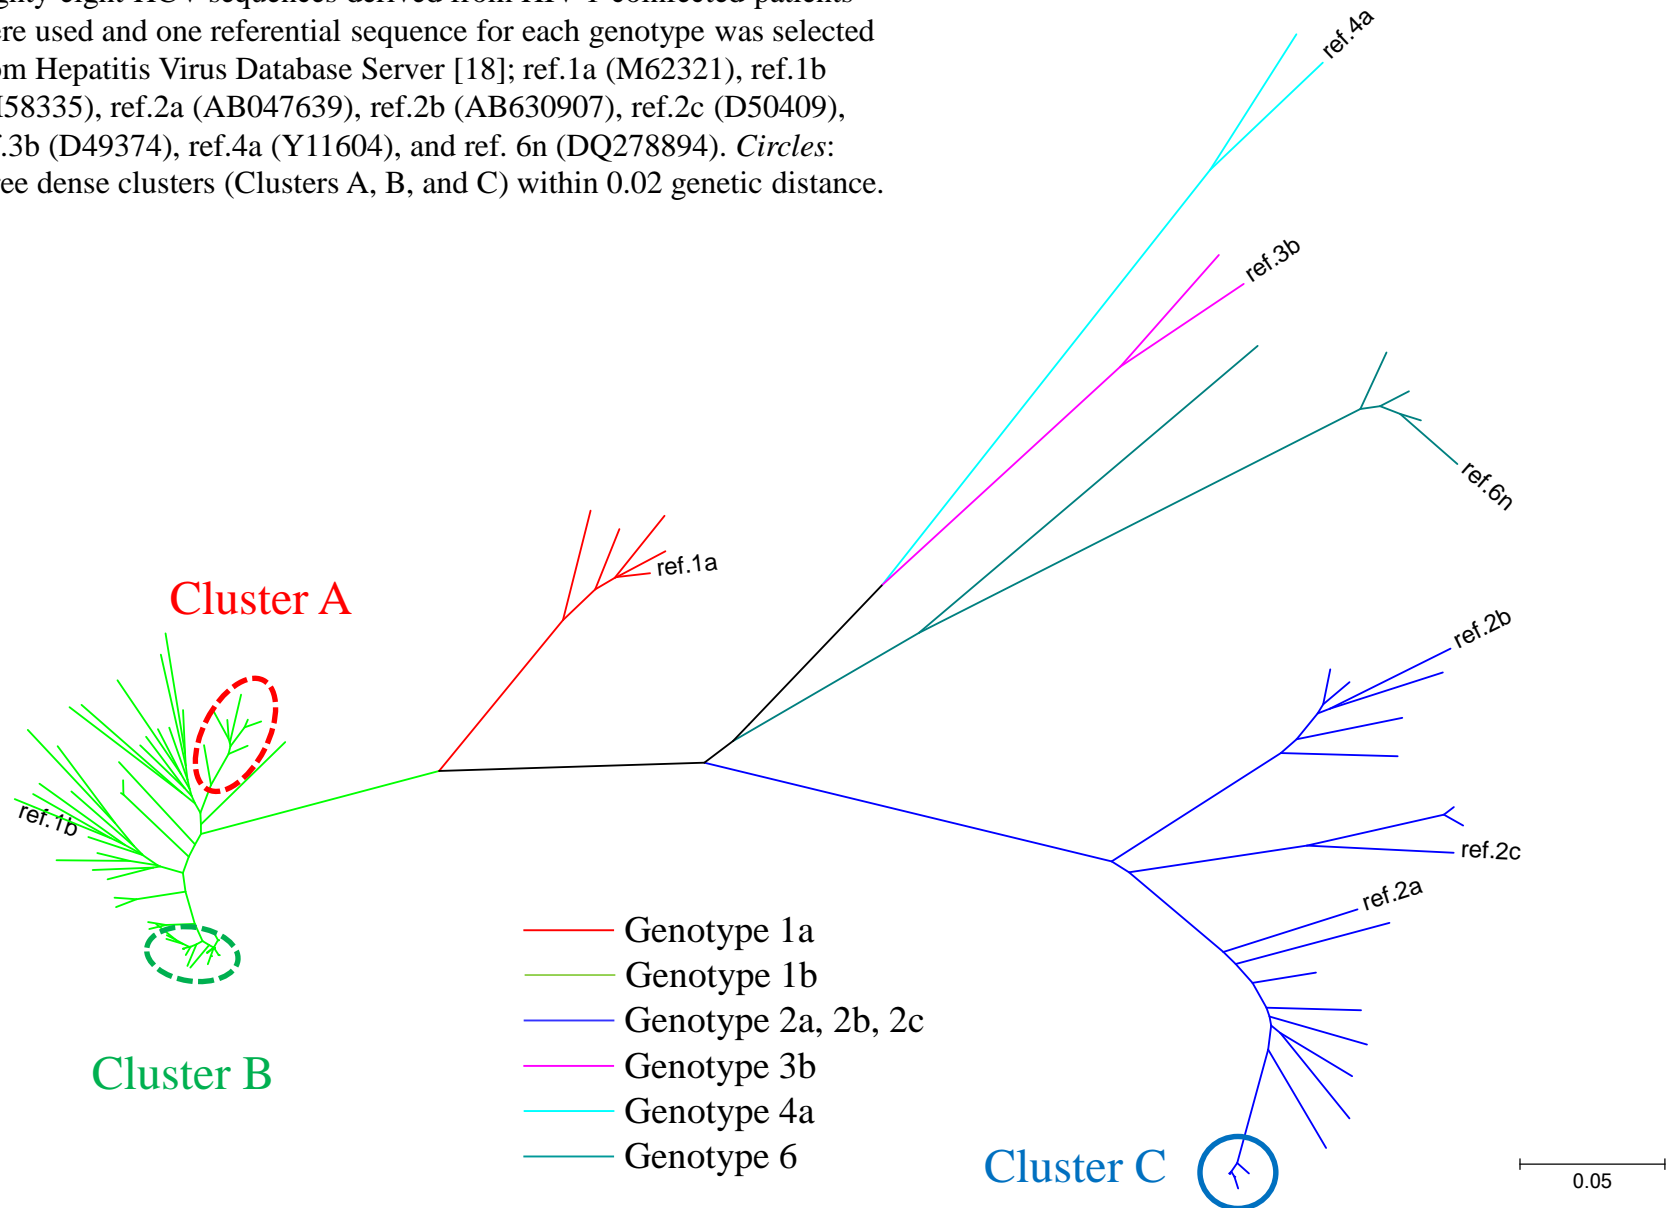 were used and one referential sequence for each genotype was selected
from Hepatitis Virus Database Server [18]; ref.1a (M62321), ref.1b
58335), ref.2a (AB047639), ref.2b (AB630907), ref.2c (D50409),
.3b (D49374), ref.4a (Y11604), and ref. 6n (DQ278894). Circles:
ree dense clusters (Clusters A, B, and C) within 0.02 genetic distance.
ref.4a
ref.3b
ref.6n
ref.1a
Cluster A
ref.2b
ref.1b
ref.2c
ref.2a
Genotype 1a
Genotype 1b
Genotype 2a, 2b, 2c
Cluster B
Genotype 3b
Genotype 4a
Genotype 6
Cluster C
0.05